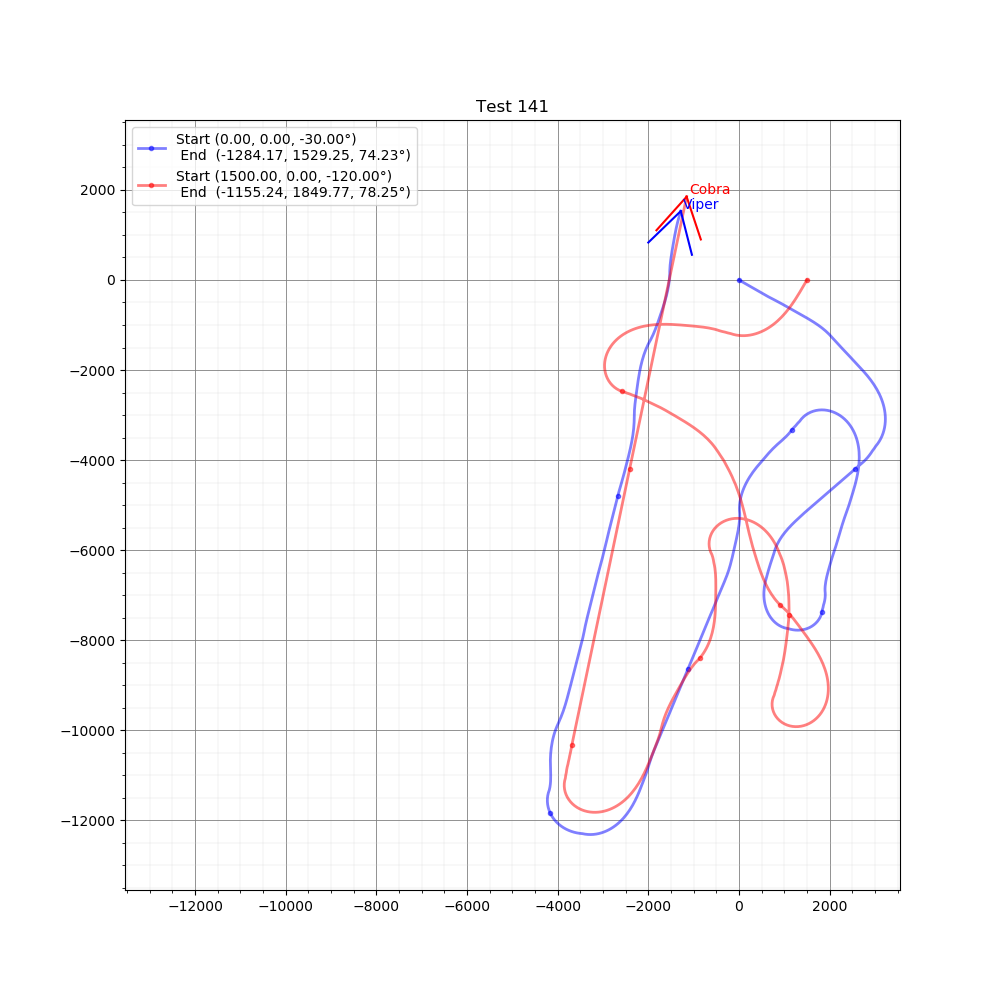 Test 141
Start (0.00, 0.00, -30.00°)
End (-1284.17, 1529.25, 74.23°)
Start (1500.00, 0.00, -120.00°)
End (-1155.24, 1849.77, 78.25°)
Cobra
Viper
2000
0
−2000
−4000
−6000
−8000
−10000
−12000
−12000 −10000 −8000 −6000 −4000 −2000 0 2000